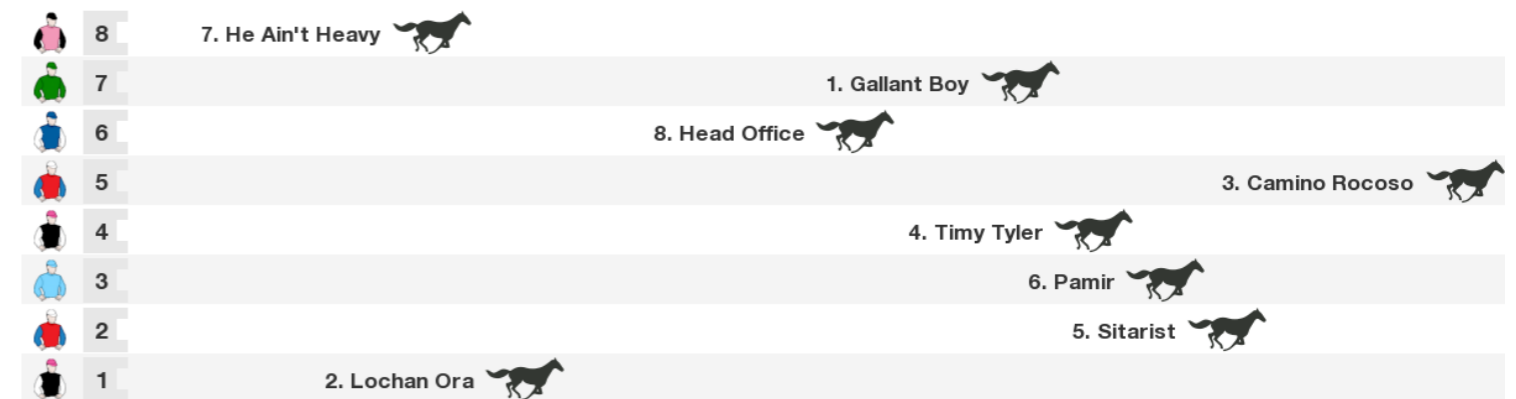 8 7. He Ain't Heavy
7 1. Gallant Boy
6 8. Head Office
5 3. Camino Rocoso
4 4. Timy Tyler
3 6. Pamir
2 5. Sitarist
1 2. Lochan Ora